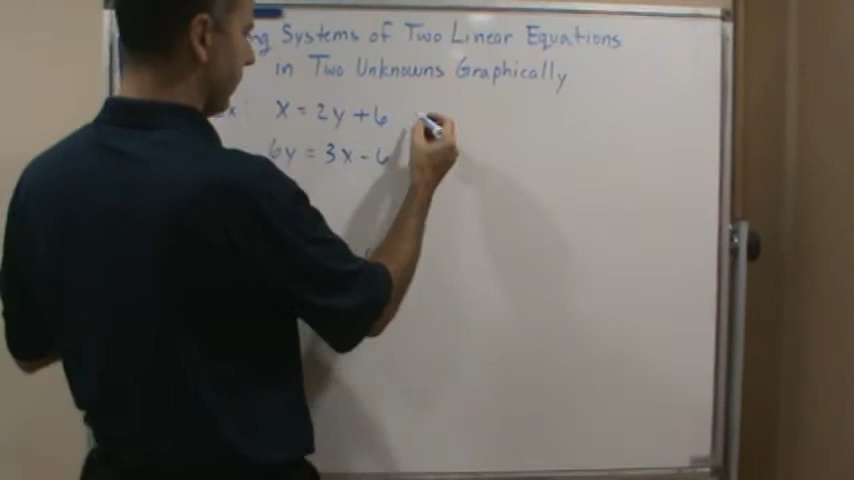 Systems of Two Linear Equations
in Two Unknowns Graphically
x = 2y + 6
6y = 3x - 6